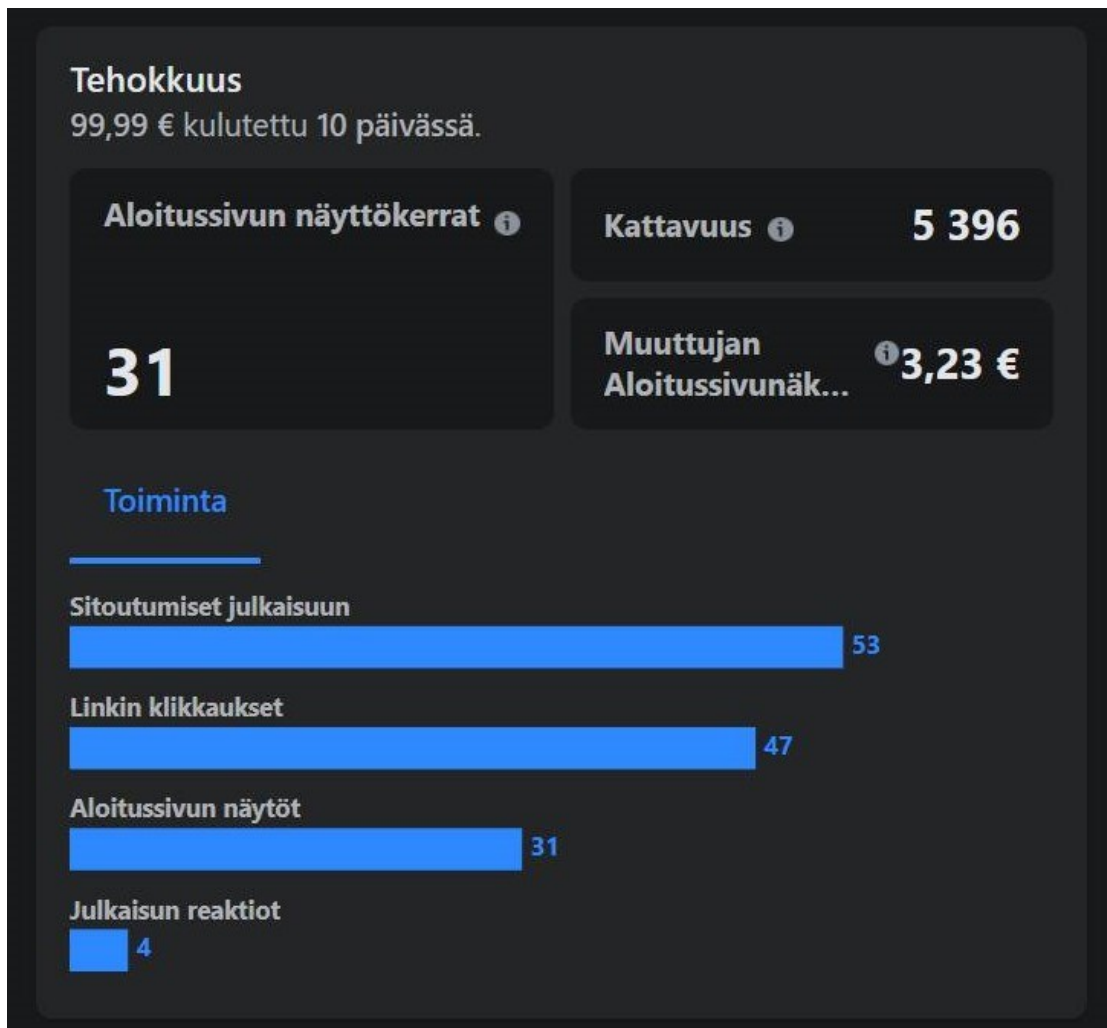 Tehokkuus
99,99 € kulutettu 10 päivässä.
Aloitussivun näyttökerrat
31
Kattavuus
5 396
Muuttujan
Aloitussivunäk...
3,23 €
Toiminta
Sitoutumiset julkaisuun
53
Linkin klikkaukset
47
Aloitussivun näytöt
31
Julkaisun reaktiot
4